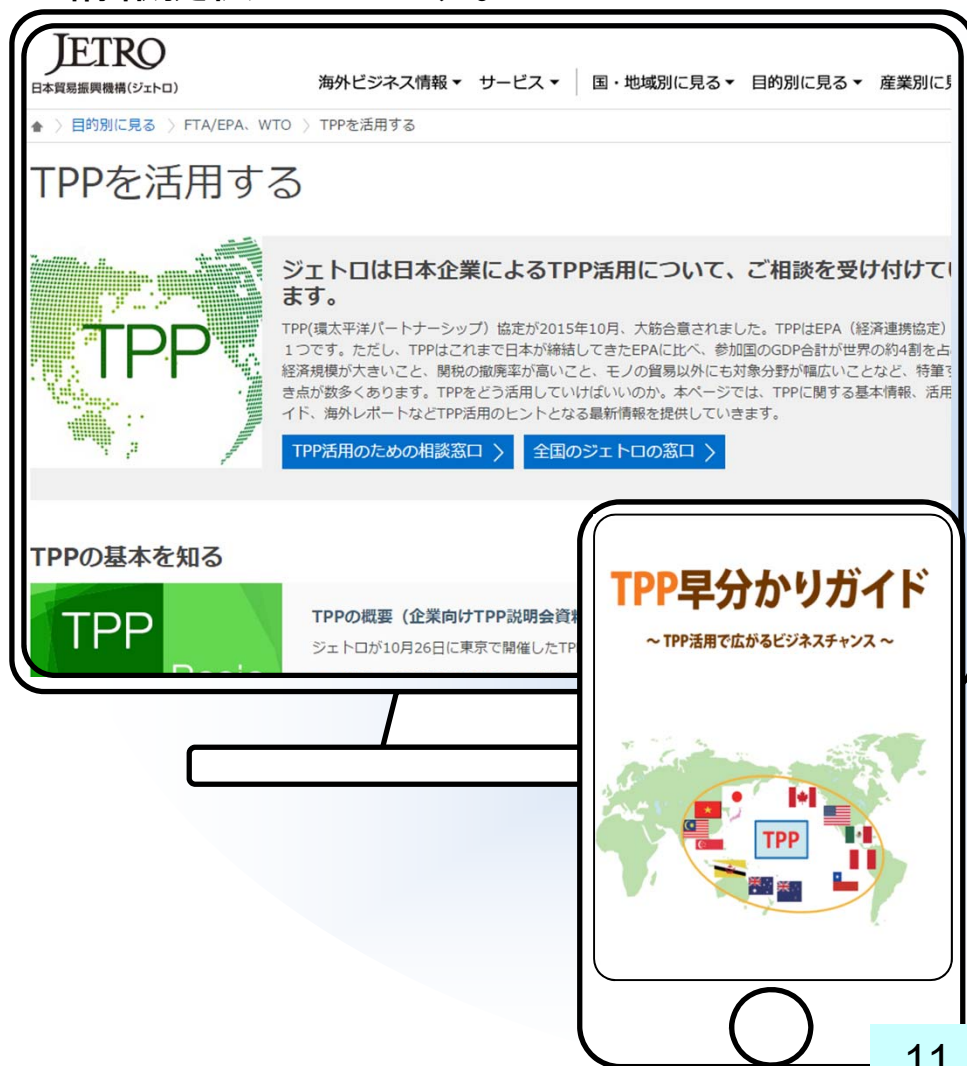 JETRO
日本貿易振興機構(ジェトロ)
海外ビジネス情報▼ サービス▼ 国・地域別に見る▼ 目的別に見る▼ 産業別に
目的別に見る 〉 FTA/EPA、WTO 〉 TPPを活用する
TPPを活用する
TPP
ジェトロは日本企業によるTPP活用について、ご相談を受け付けてい
ます。
TPP(環太平洋パートナーシップ）協定が2015年10月、大筋合意されました。TPPはEPA（経済連携協定）
１つです。ただし、TPPはこれまで日本が締結してきたEPAに比べ、参加国のGDP合計が世界の約4割を占
経済規模が大きいこと、関税の撤廃率が高いこと、モノの貿易以外にも対象分野が幅広いことなど、特筆す
き点が数多くあります。TPPをどう活用していけばいいのか。本ページでは、TPPに関する基本情報、活用
イド、海外レポートなどTPP活用のヒントとなる最新情報を提供していきます。
TPP活用のための相談窓口 〉 全国のジェトロの窓口 〉
TPPの基本を知る
TPP
TPPの概要（企業向けTPP説明会資料
ジェトロが10月26日に東京で開催したTP
TPP早分かりガイド
～ TPP活用で広がるビジネスチャンス ～
TPP
11